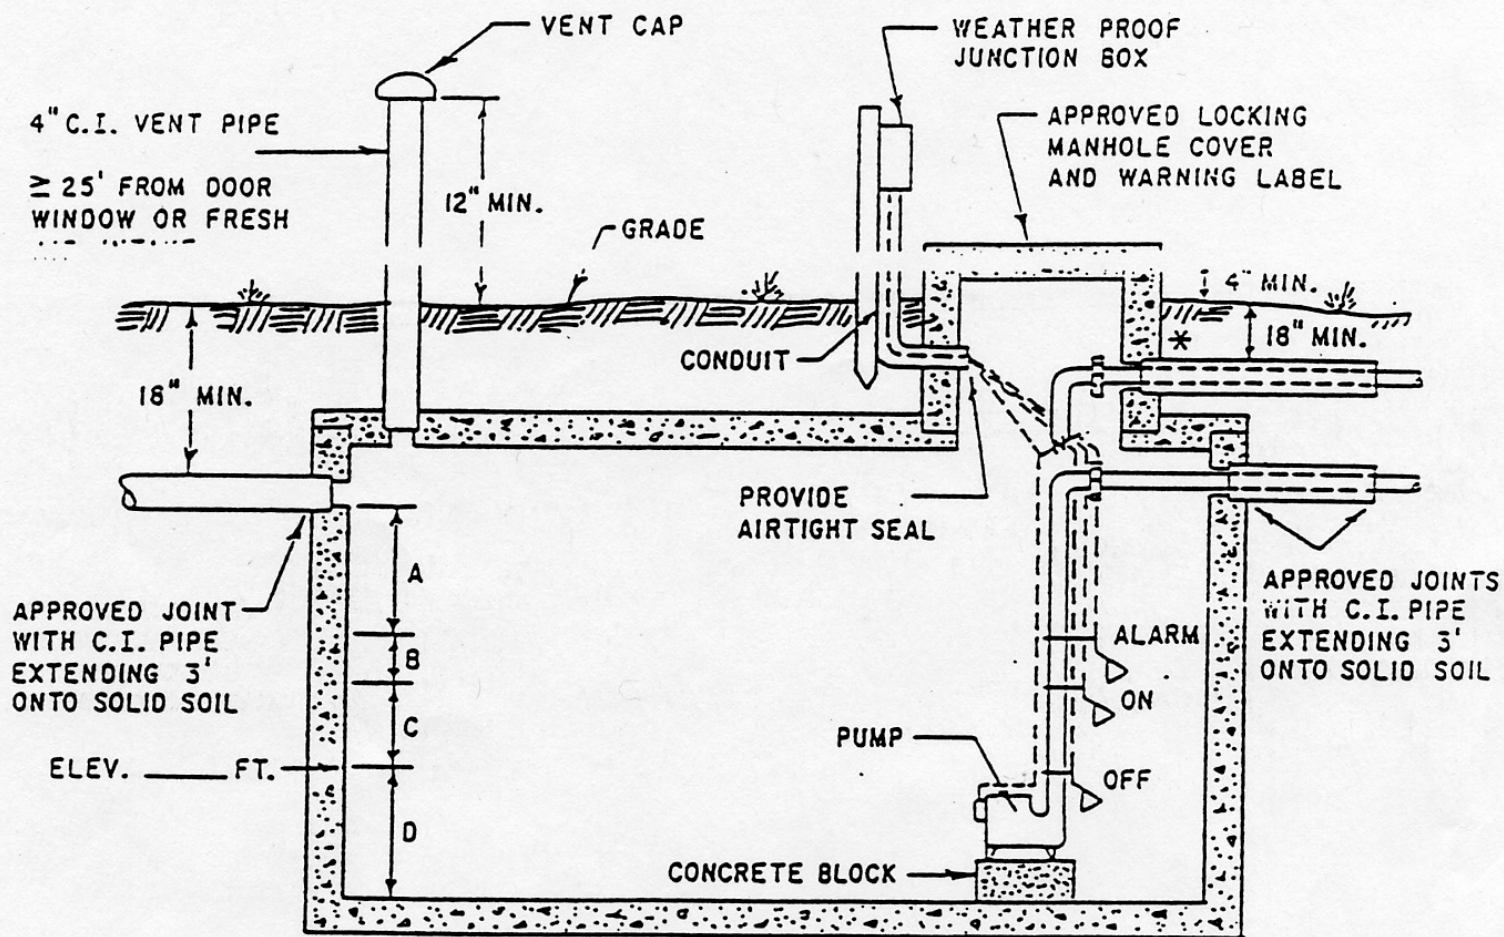 VENT CAP
WEATHER PROOF
JUNCTION BOX
4" C.I. VENT PIPE
≥ 25' FROM DOOR
WINDOW OR FRESH
12" MIN.
APPROVED LOCKING
MANHOLE COVER
AND WARNING LABEL
GRADE
4" MIN.
18" MIN.
*
CONDUIT
18" MIN.
PROVIDE
AIRTIGHT SEAL
A
APPROVED JOINT
WITH C.I. PIPE
EXTENDING 3'
ONTO SOLID SOIL
APPROVED JOINTS
WITH C.I. PIPE
EXTENDING 3'
ONTO SOLID SOIL
ALARM
B
ON
C
PUMP
ELEV. ______ FT.
OFF
D
CONCRETE BLOCK